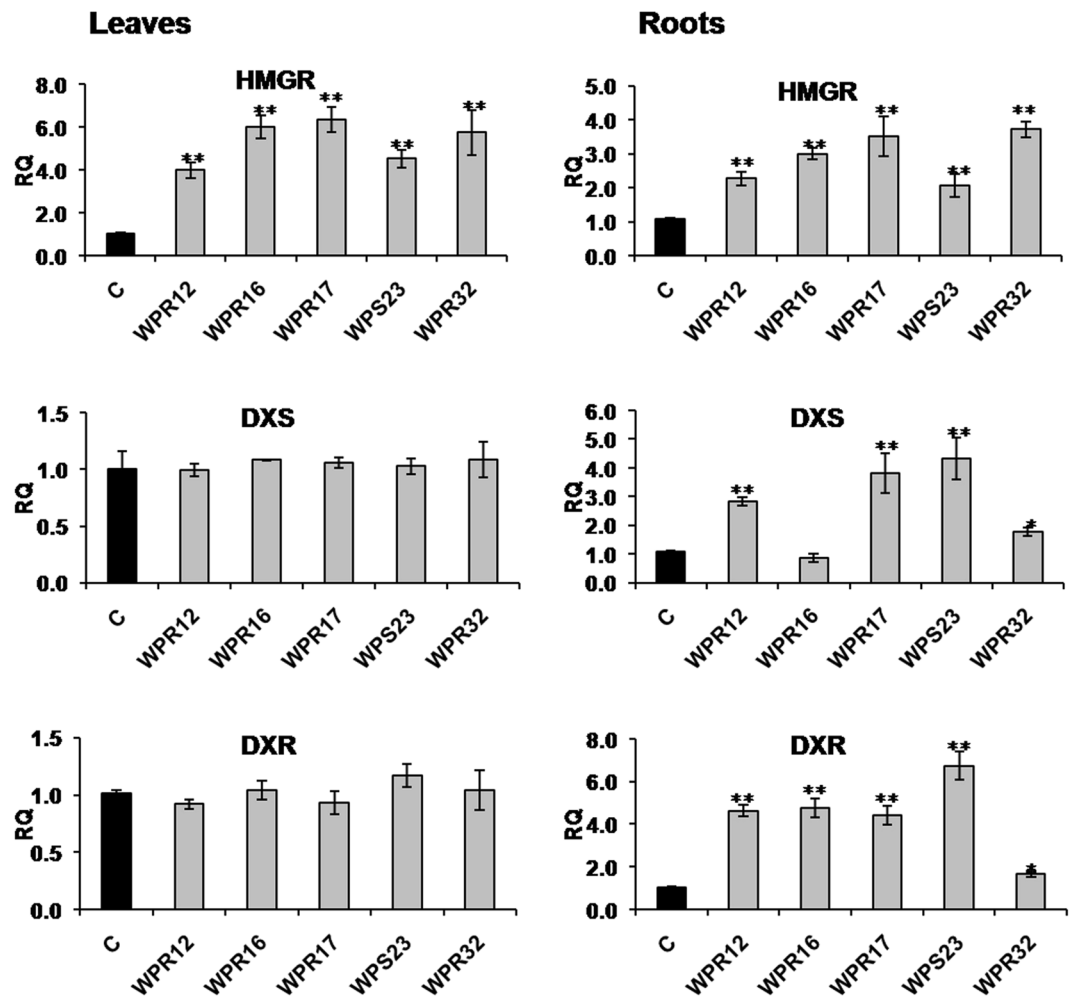 Leaves
Roots
HMGR
RQ
8.0
6.0
4.0
2.0
0.0
** ** ** ** **
C WPR12 WPR16 WPR17 WPS23 WPR32
HMGR
RQ
5.0
4.0
3.0
2.0
1.0
0.0
** ** ** ** **
C WPR12 WPR16 WPR17 WPS23 WPR32
DXS
RQ
1.5
1.0
0.5
0.0
C WPR12 WPR16 WPR17 WPS23 WPR32
DXS
RQ
6.0
5.0
4.0
3.0
2.0
1.0
0.0
** ** ** *
C WPR12 WPR16 WPR17 WPS23 WPR32
DXR
RQ
1.5
1.0
0.5
0.0
C WPR12 WPR16 WPR17 WPS23 WPR32
DXR
RQ
8.0
6.0
4.0
2.0
0.0
** ** ** ** *
C WPR12 WPR16 WPR17 WPS23 WPR32